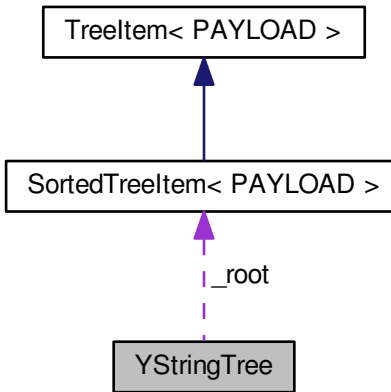 TreeItem< PAYLOAD >
SortedTreeItem< PAYLOAD >
_root
YStringTree